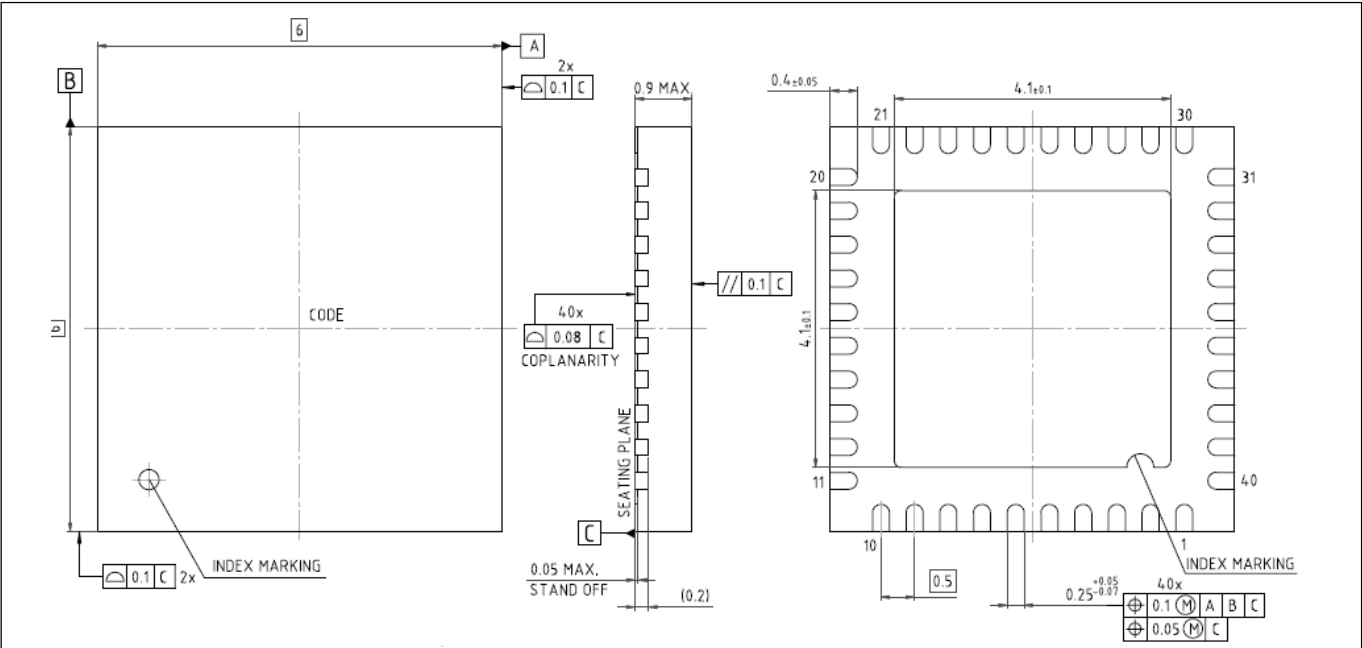 6
A
B
2x
⌓ 0.1 C
0.9 MAX.
0.4±0.05
4.1±0.1
21
30
20
31
// 0.1 C
CODE
6
40x
⌓ 0.08 C
COPLANARITY
4.1±0.1
SEATING PLANE
11
40
C
10
1
INDEX MARKING
INDEX MARKING
⌓ 0.1 C 2x
0.05 MAX.
STAND OFF
(0.2)
0.5
0.25 +0.05 -0.07
40x
⌖ 0.1 Ⓜ A B C
⌖ 0.05 Ⓜ C